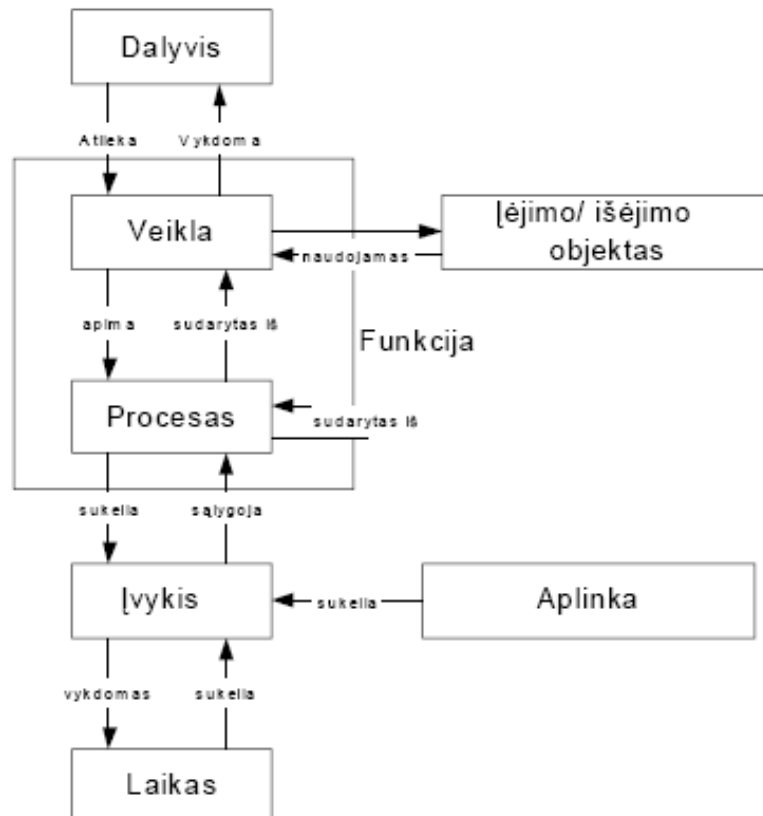 Dalyvis
Atlieka
Vykdoma
Veikla
Įėjimo/ išėjimo
objektas
naudojamas
apima
sudarytas iš
Funkcija
Procesas
sudarytas iš
sukelia
sąlygoja
Įvykis
sukelia
Aplinka
vykdomas
sukelia
Laikas